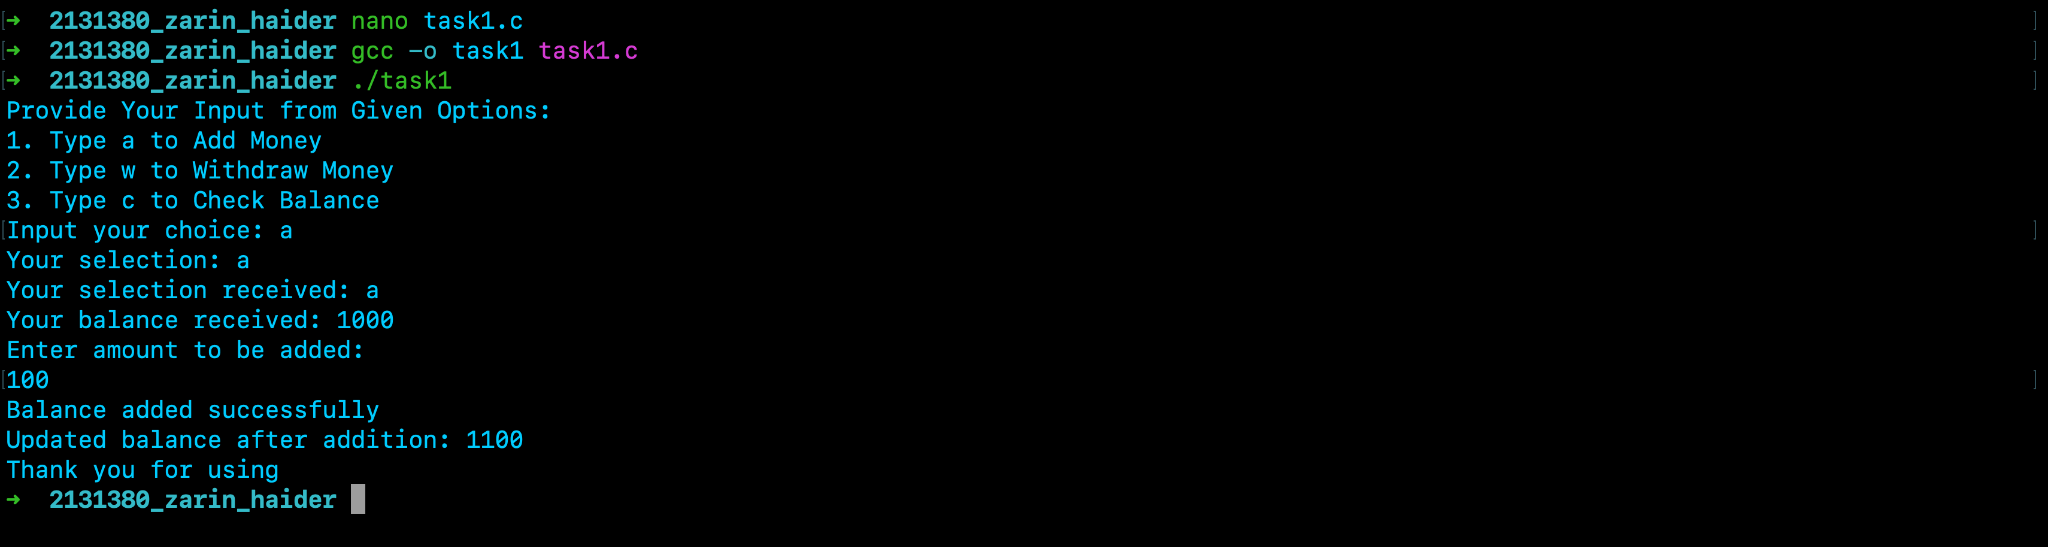 [→ 2131380_zarin_haider nano task1.c ]
[→ 2131380_zarin_haider gcc -o task1 task1.c ]
[→ 2131380_zarin_haider ./task1 ]
Provide Your Input from Given Options:
1. Type a to Add Money
2. Type w to Withdraw Money
3. Type c to Check Balance
[Input your choice: a ]
Your selection: a
Your selection received: a
Your balance received: 1000
Enter amount to be added:
[100 ]
Balance added successfully
Updated balance after addition: 1100
Thank you for using
→ 2131380_zarin_haider